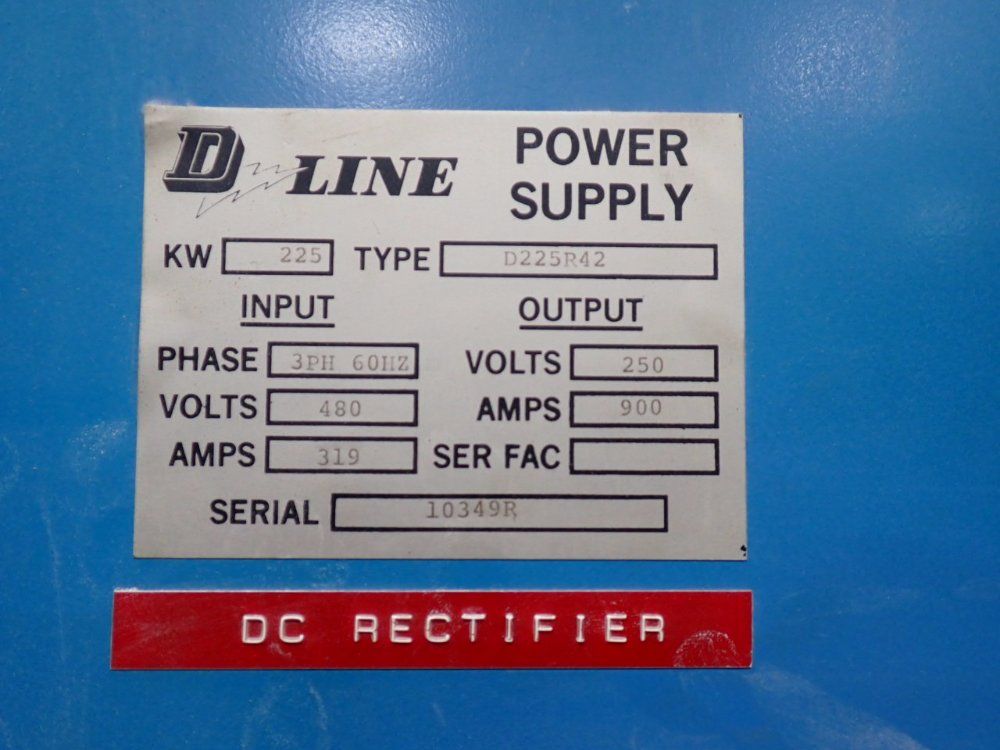 D LINE POWER SUPPLY
KW 225 TYPE D225R42
INPUT OUTPUT
PHASE 3PH 60HZ VOLTS 250
VOLTS 480 AMPS 900
AMPS 319 SER FAC
SERIAL 10349R
DC RECTIFIER